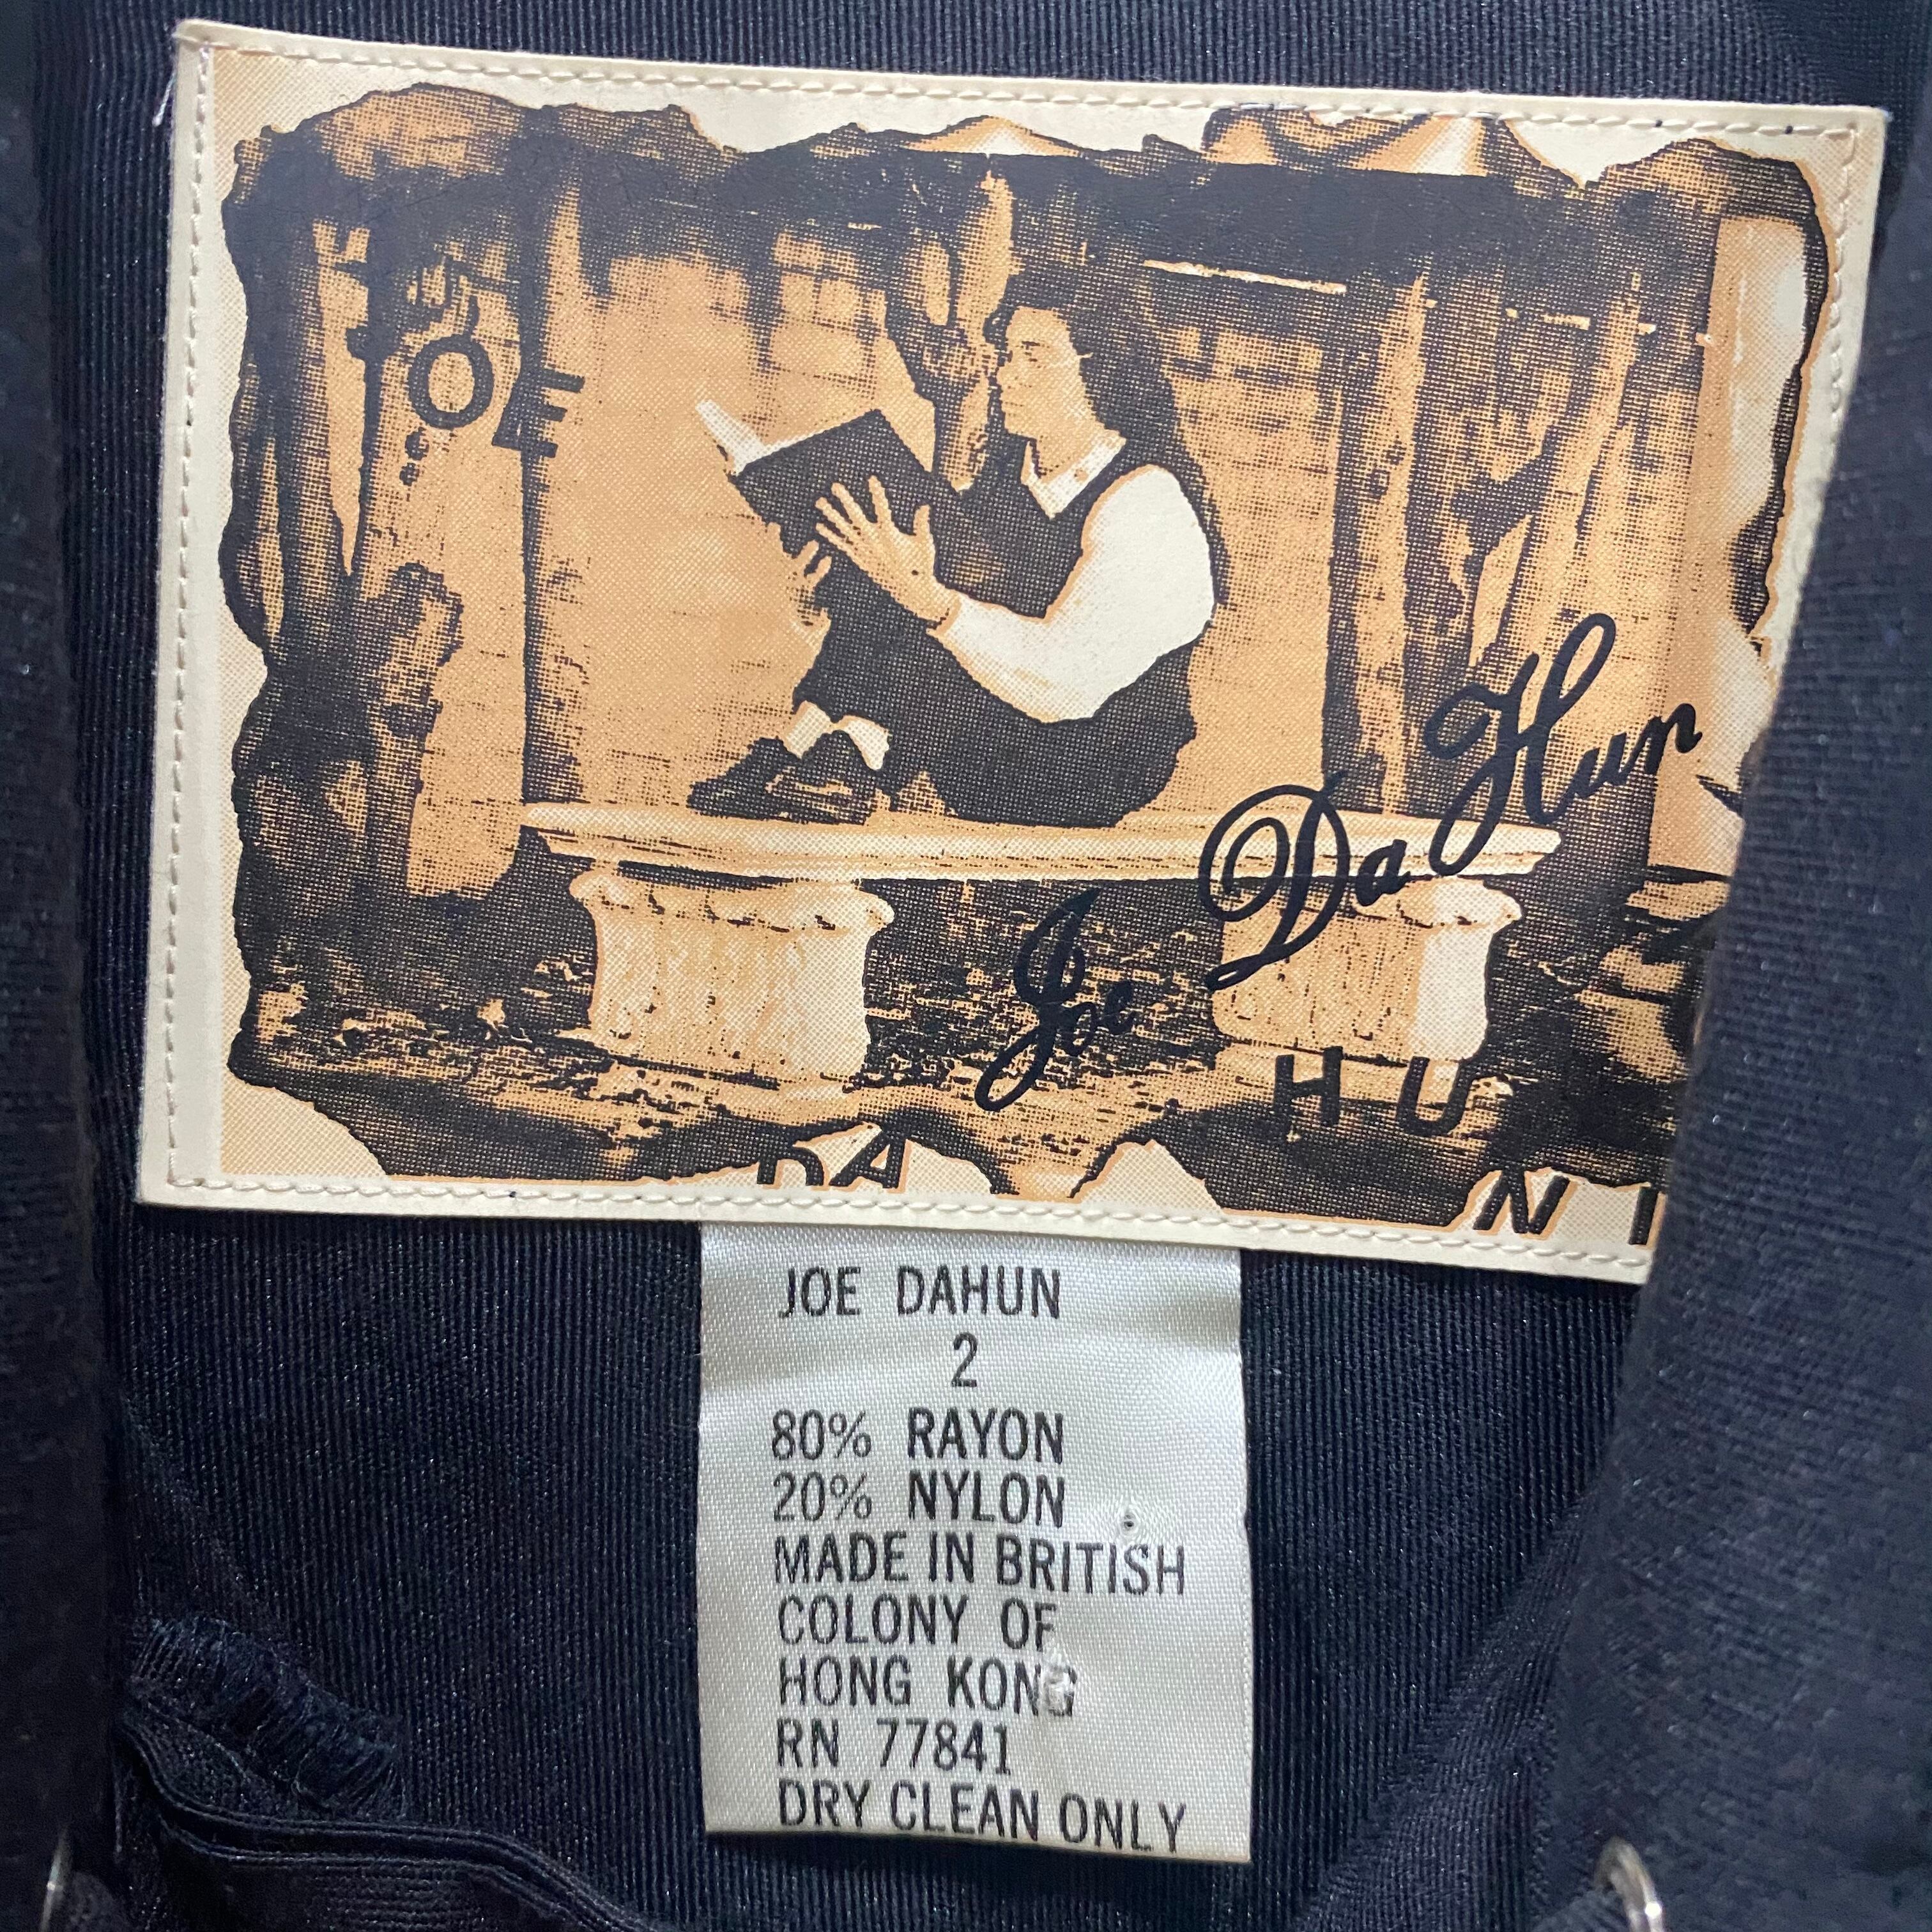 JOE
Joe Da Hun
DA HUN
JOE DAHUN
2
80% RAYON
20% NYLON
MADE IN BRITISH
COLONY OF
HONG KONG
RN 77841
DRY CLEAN ONLY